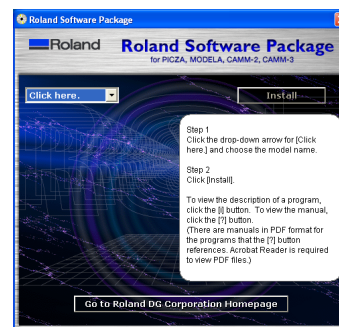 Roland Software Package
Roland
Roland Software Package
for PICZA, MODELA, CAMM-2, CAMM-3
Click here.
Install
Step 1
Click the drop-down arrow for [Click
here.] and choose the model name.
Step 2
Click [Install].
To view the description of a program,
click the [i] button. To view the manual,
click the [?] button.
(There are manuals in PDF format for
the programs that the [?] button
references. Acrobat Reader is required
to view PDF files.)
Go to Roland DG Corporation Homepage